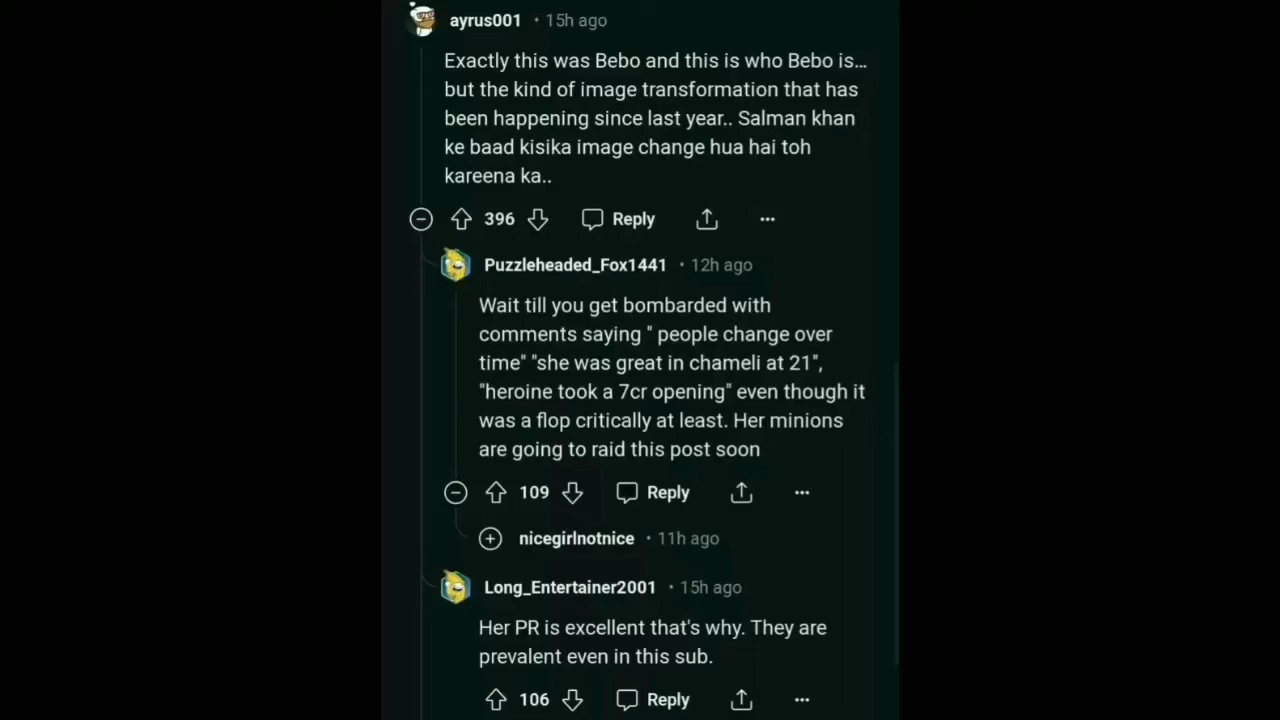 ayrus001 • 15h ago
Exactly this was Bebo and this is who Bebo is...
but the kind of image transformation that has
been happening since last year.. Salman khan
ke baad kisika image change hua hai toh
kareena ka..
396 Reply
Puzzleheaded_Fox1441 • 12h ago
Wait till you get bombarded with
comments saying " people change over
time" "she was great in chameli at 21",
"heroine took a 7cr opening" even though it
was a flop critically at least. Her minions
are going to raid this post soon
109 Reply
nicegirlnotnice • 11h ago
Long_Entertainer2001 • 15h ago
Her PR is excellent that's why. They are
prevalent even in this sub.
106 Reply